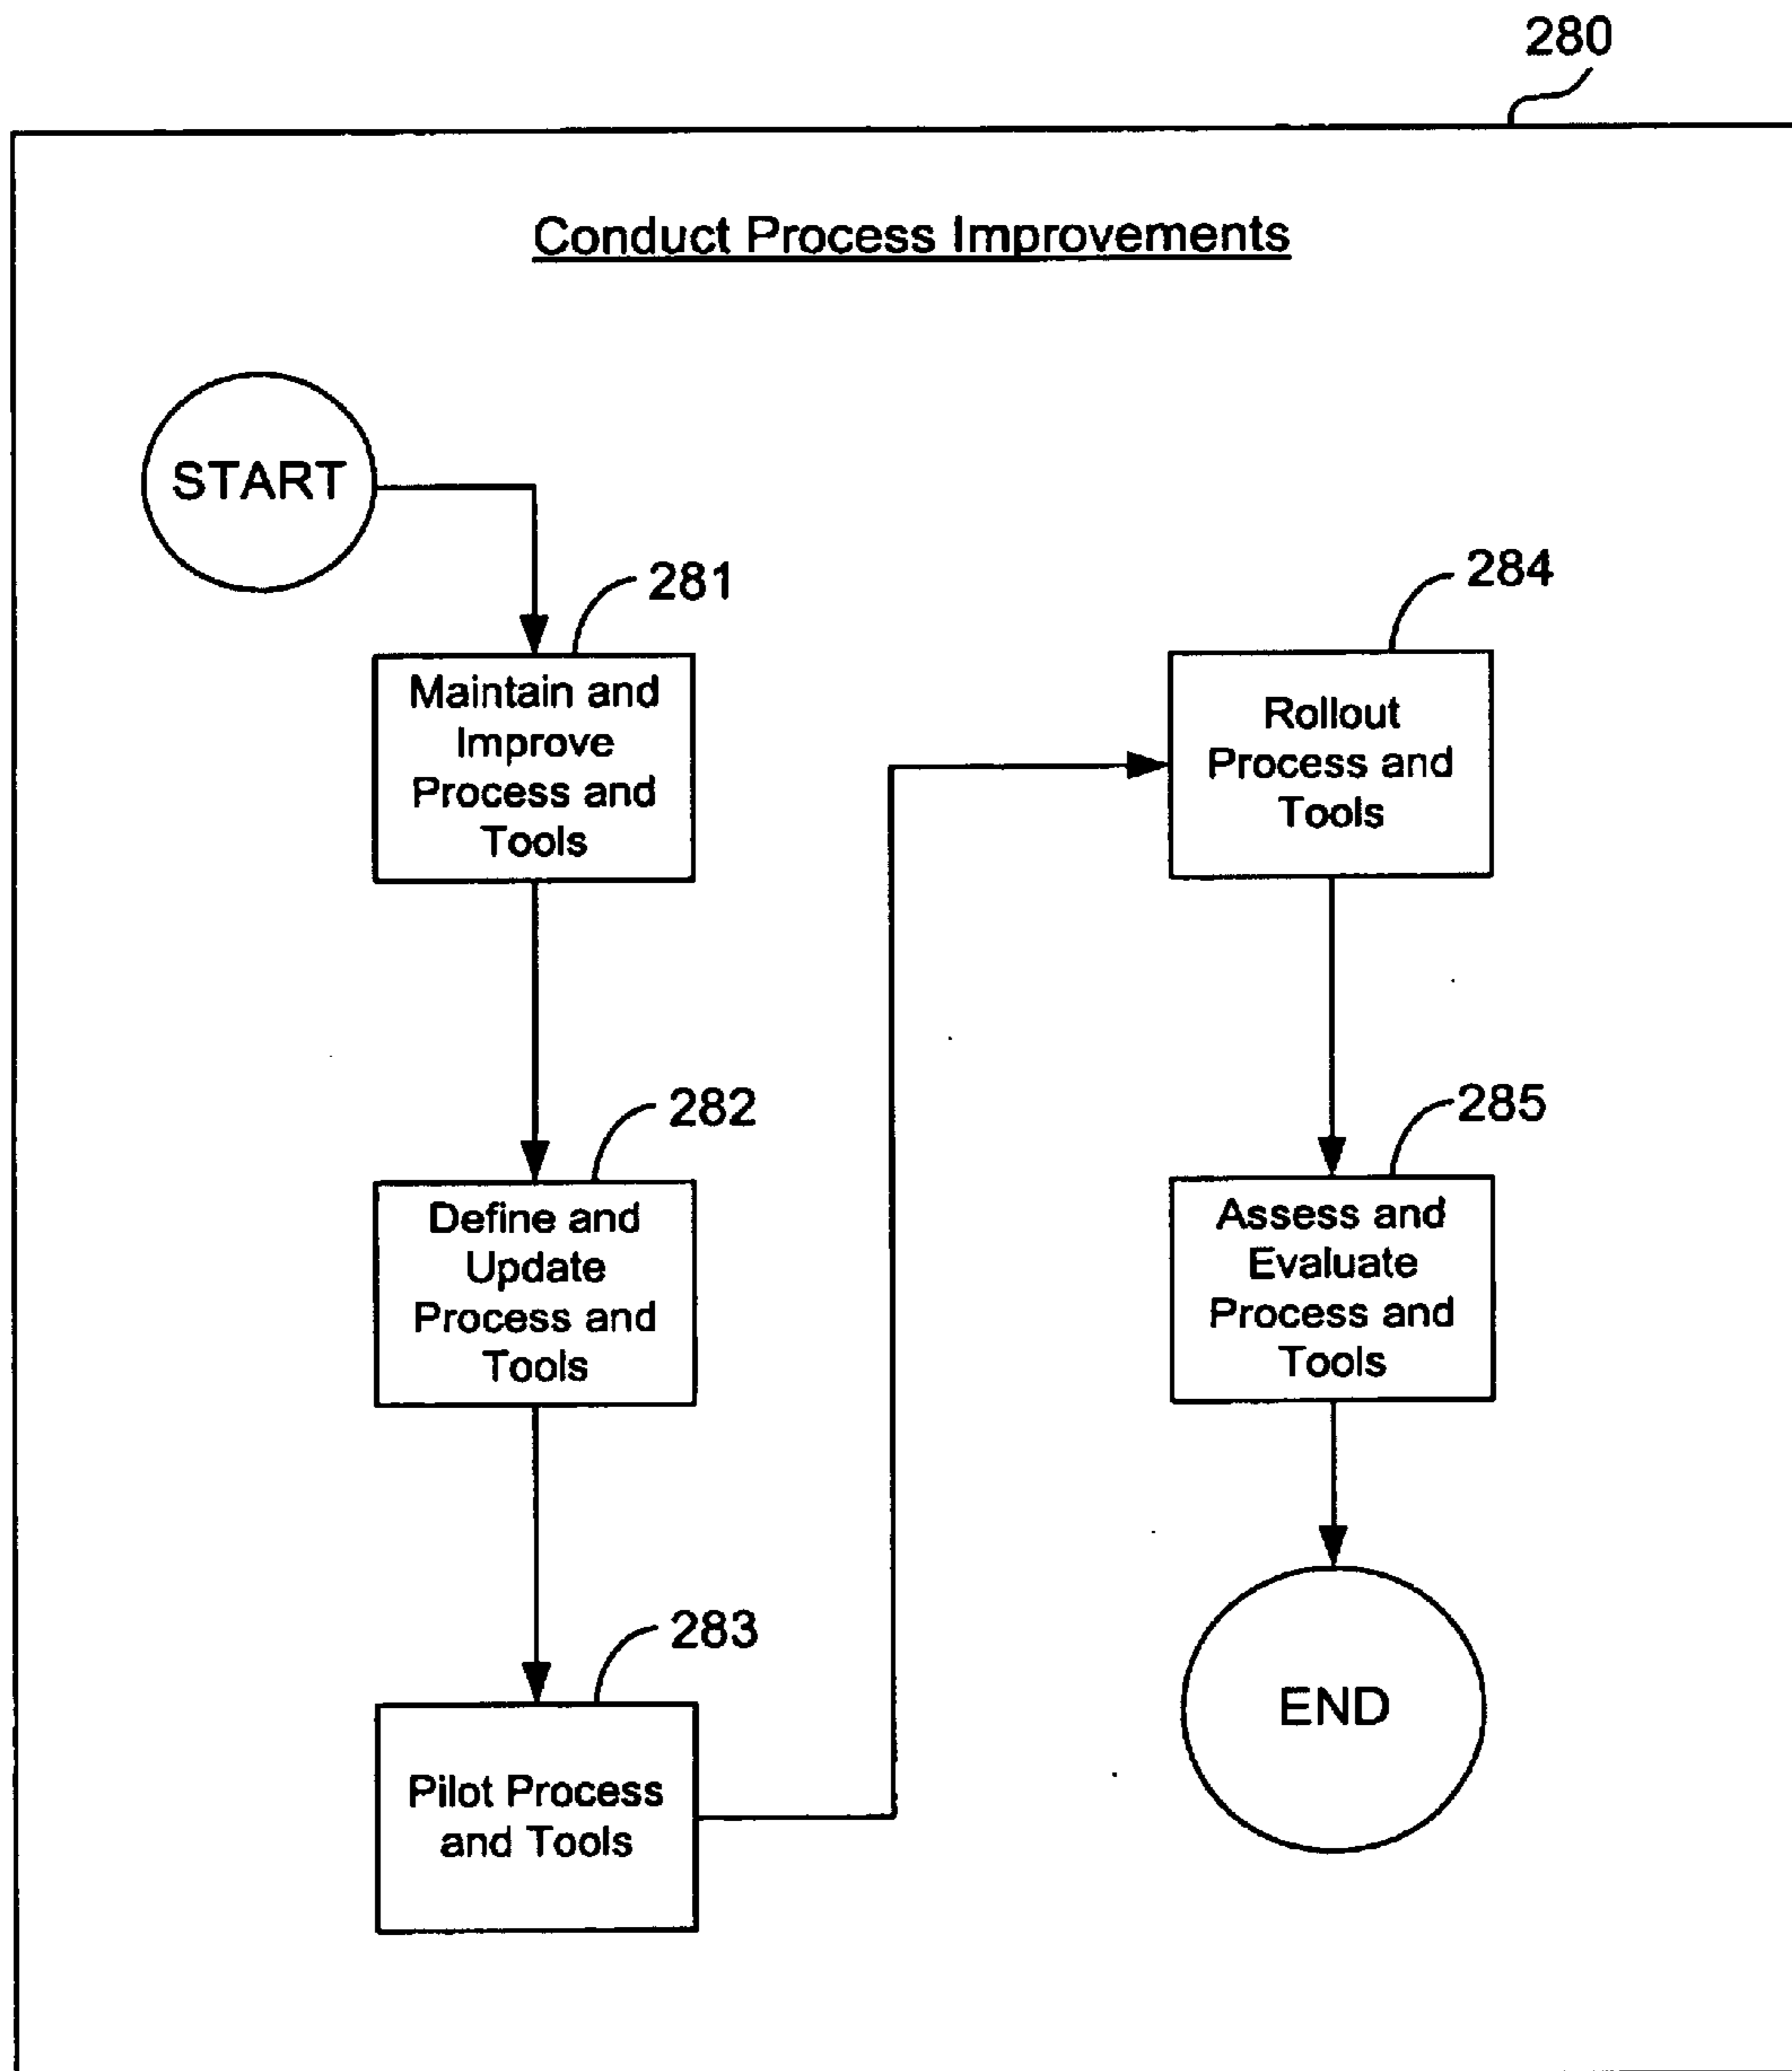 280
Conduct Process Improvements
START
281
Maintain and
Improve
Process and
Tools
282
Define and
Update
Process and
Tools
283
Pilot Process
and Tools
284
Rollout
Process and
Tools
285
Assess and
Evaluate
Process and
Tools
END